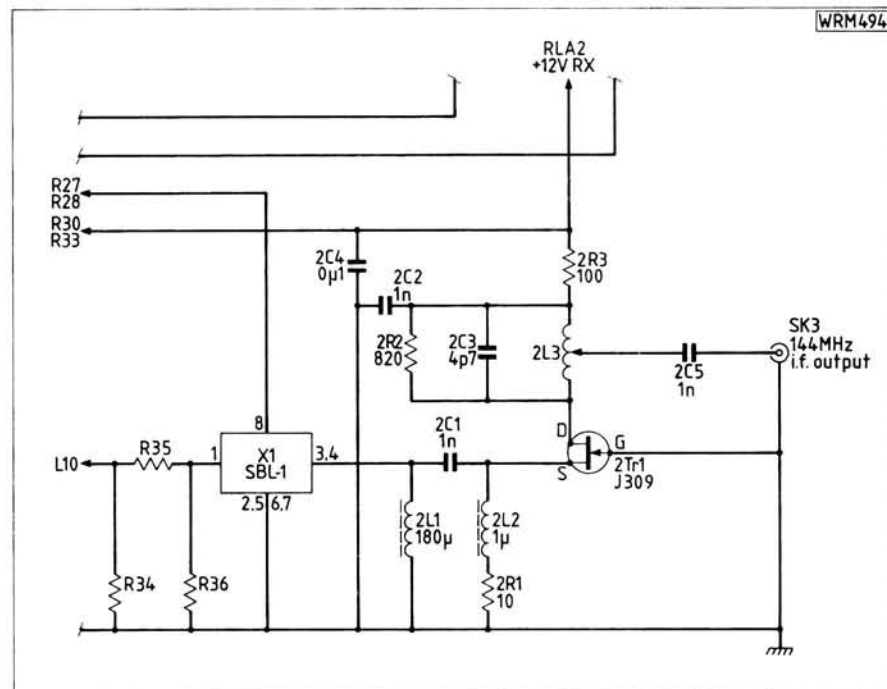 WRM494
RLA2
+12V RX
R27
R28
R30
R33
2C4
0µ1
2C2
1n
2R3
100
2R2
820
2C3
4p7
2L3
2C5
1n
SK3
144MHz
i.f. output
L10
R35
1
8
X1
SBL-1
3.4
2.5
6.7
2C1
1n
D
G
S
2Tr1
J309
R34
R36
2L1
180µ
2L2
1µ
2R1
10